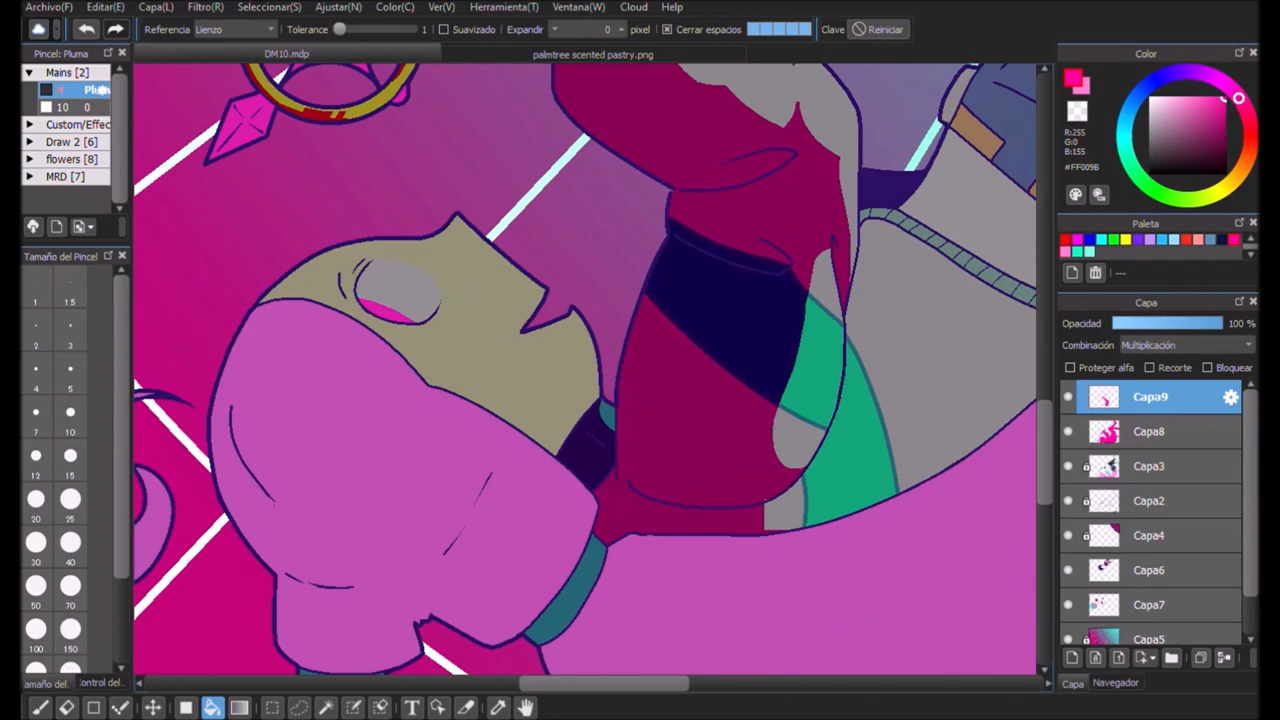 Archivo(F) Editar(E) Capa(L) Filtro(R) Seleccionar(S) Ajustar(N) Color(C) Ver(V) Herramienta(T) Ventana(W) Cloud Help
Referencia Lienzo Tolerance 1 Suavizado Expandir 0 pixel Cerrar espacios Clave Reiniciar
Pincel: Pluma
DM10.mdp
palmtree scented pastry.png
Color
Mains [2]
10 0
Custom/Effec
Draw 2 [6]
flowers [8]
MRD [7]
R:255
G:0
B:155
#FF009B
Paleta
---
Tamaño del Pincel
1 1.5
2 3
4 5
7 10
12 15
20 25
30 40
50 70
100 150
Capa
Opacidad 100 %
Combinación Multiplicación
Proteger alfa Recorte Bloquear
Capa9
Capa8
Capa3
Capa2
Capa4
Capa6
Capa7
Capa5
amaño del. control del..
Capa Navegador
T